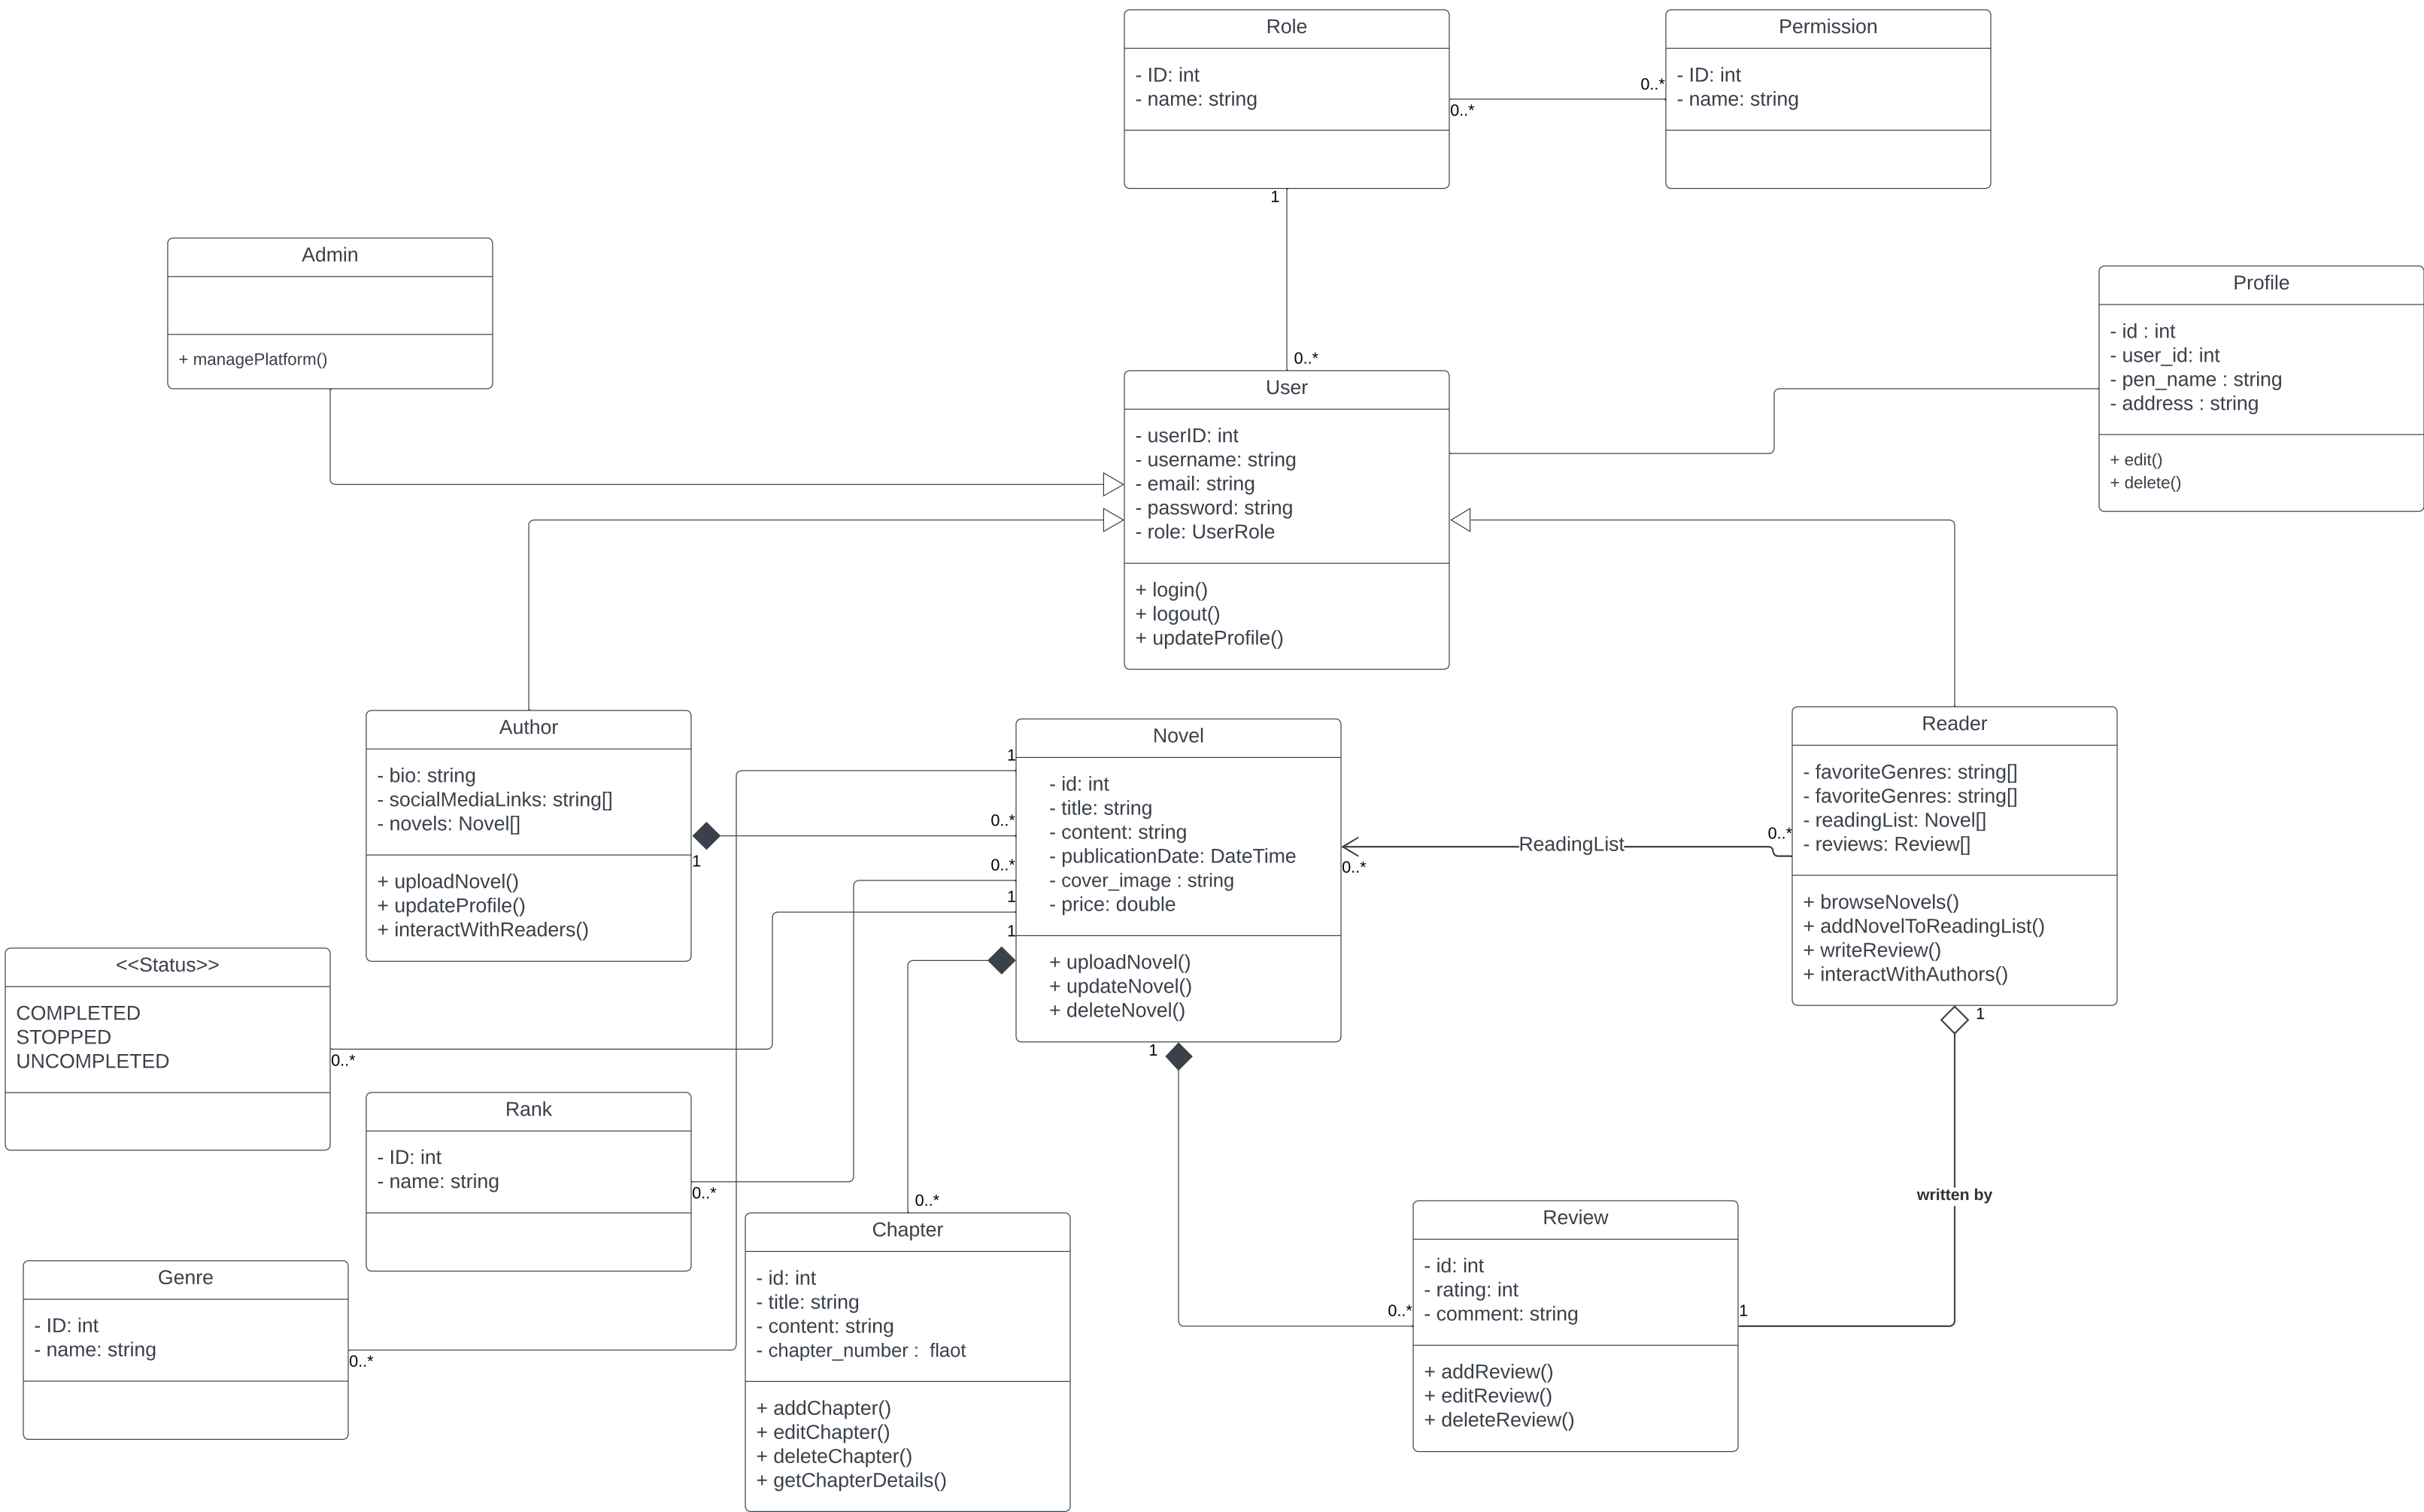 Role
- ID: int
- name: string
1
0..*
0..*
Permission
- ID: int
- name: string
Admin
+ managePlatform()
Profile
- id : int
- user_id: int
- pen_name : string
- address : string
+ edit()
+ delete()
0..*
User
- userID: int
- username: string
- email: string
- password: string
- role: UserRole
+ login()
+ logout()
+ updateProfile()
Author
- bio: string
- socialMediaLinks: string[]
- novels: Novel[]
+ uploadNovel()
+ updateProfile()
+ interactWithReaders()
1
1
0..*
0..*
1
1
Novel
- id: int
- title: string
- content: string
- publicationDate: DateTime
- cover_image : string
- price: double
+ uploadNovel()
+ updateNovel()
+ deleteNovel()
1
0..*
ReadingList
0..*
Reader
- favoriteGenres: string[]
- favoriteGenres: string[]
- readingList: Novel[]
- reviews: Review[]
+ browseNovels()
+ addNovelToReadingList()
+ writeReview()
+ interactWithAuthors()
1
<<Status>>
COMPLETED
STOPPED
UNCOMPLETED
0..*
Rank
- ID: int
- name: string
0..*
Genre
- ID: int
- name: string
0..*
0..*
Chapter
- id: int
- title: string
- content: string
- chapter_number :  flaot
+ addChapter()
+ editChapter()
+ deleteChapter()
+ getChapterDetails()
written by
0..*
1
Review
- id: int
- rating: int
- comment: string
+ addReview()
+ editReview()
+ deleteReview()